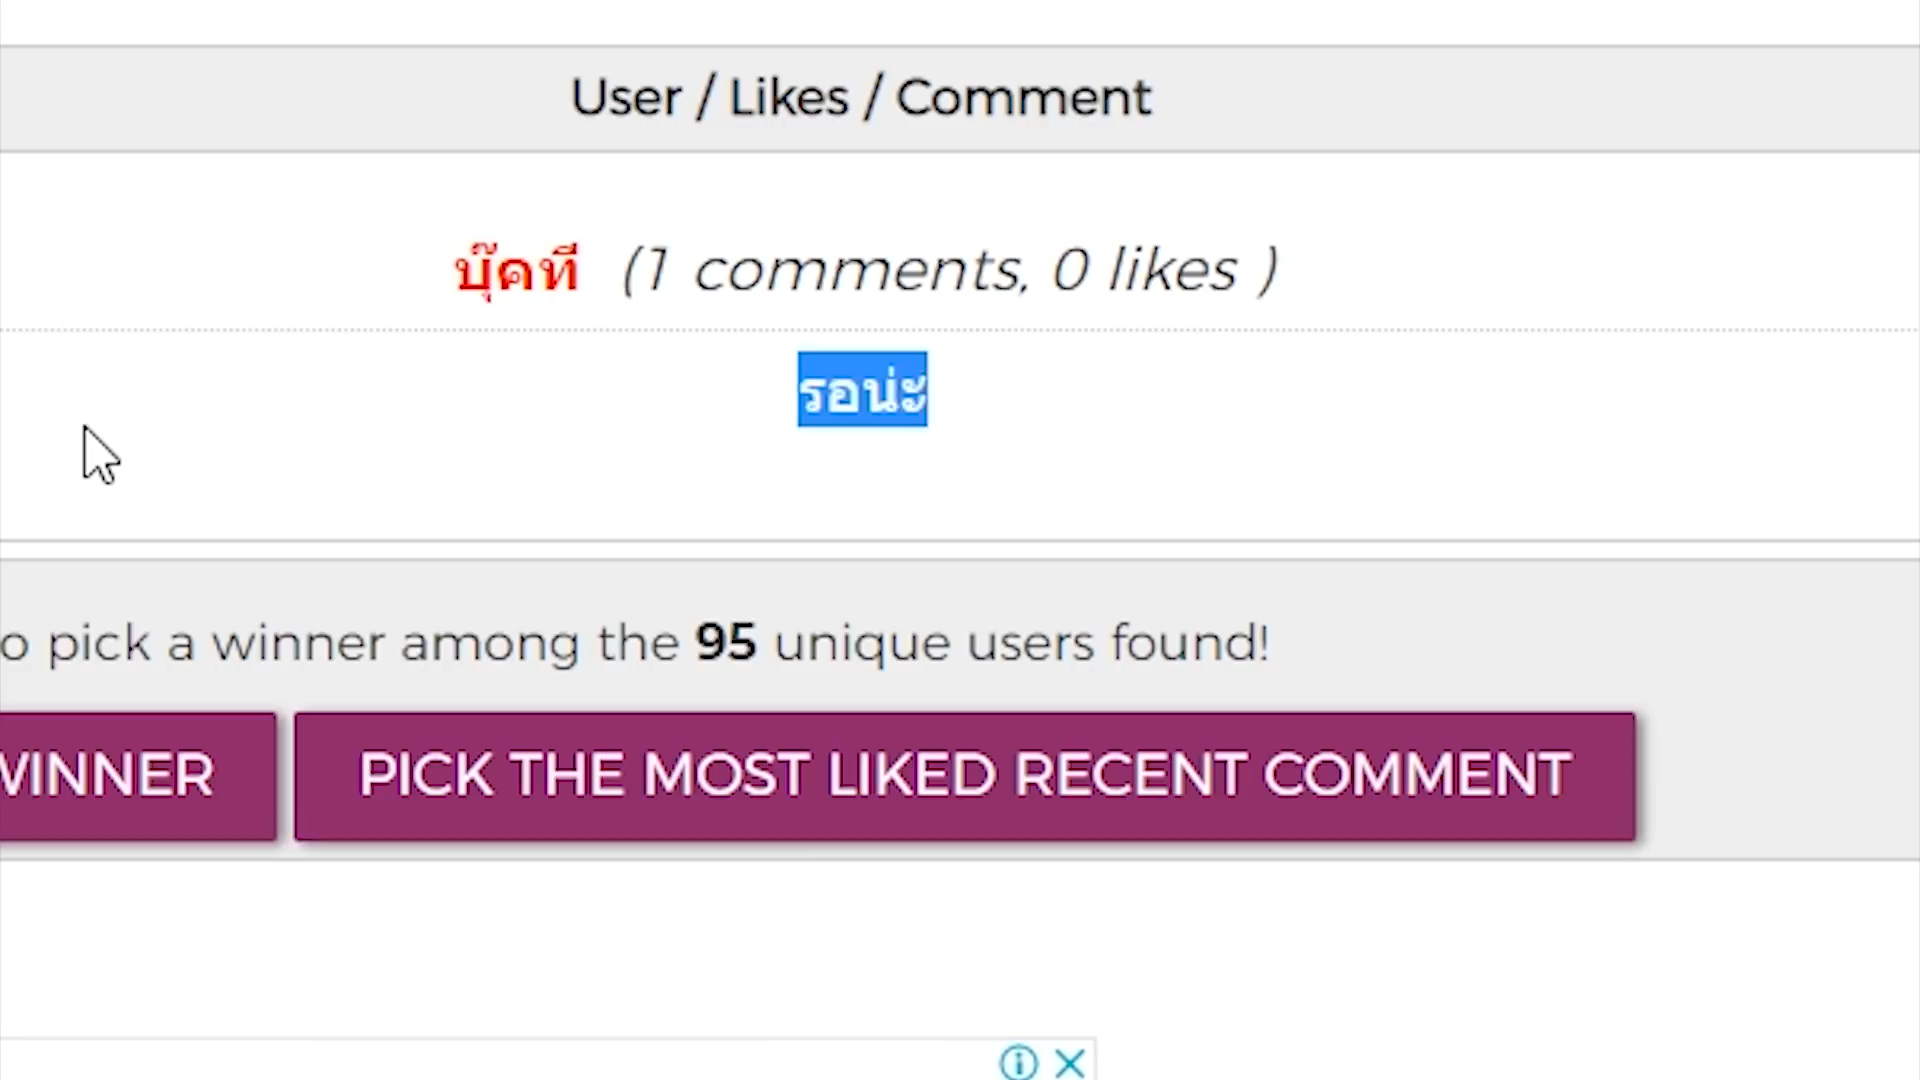 User / Likes / Comment
บุ๊คที (1 comments, 0 likes )
รอน่ะ
o pick a winner among the 95 unique users found!
WINNER
PICK THE MOST LIKED RECENT COMMENT